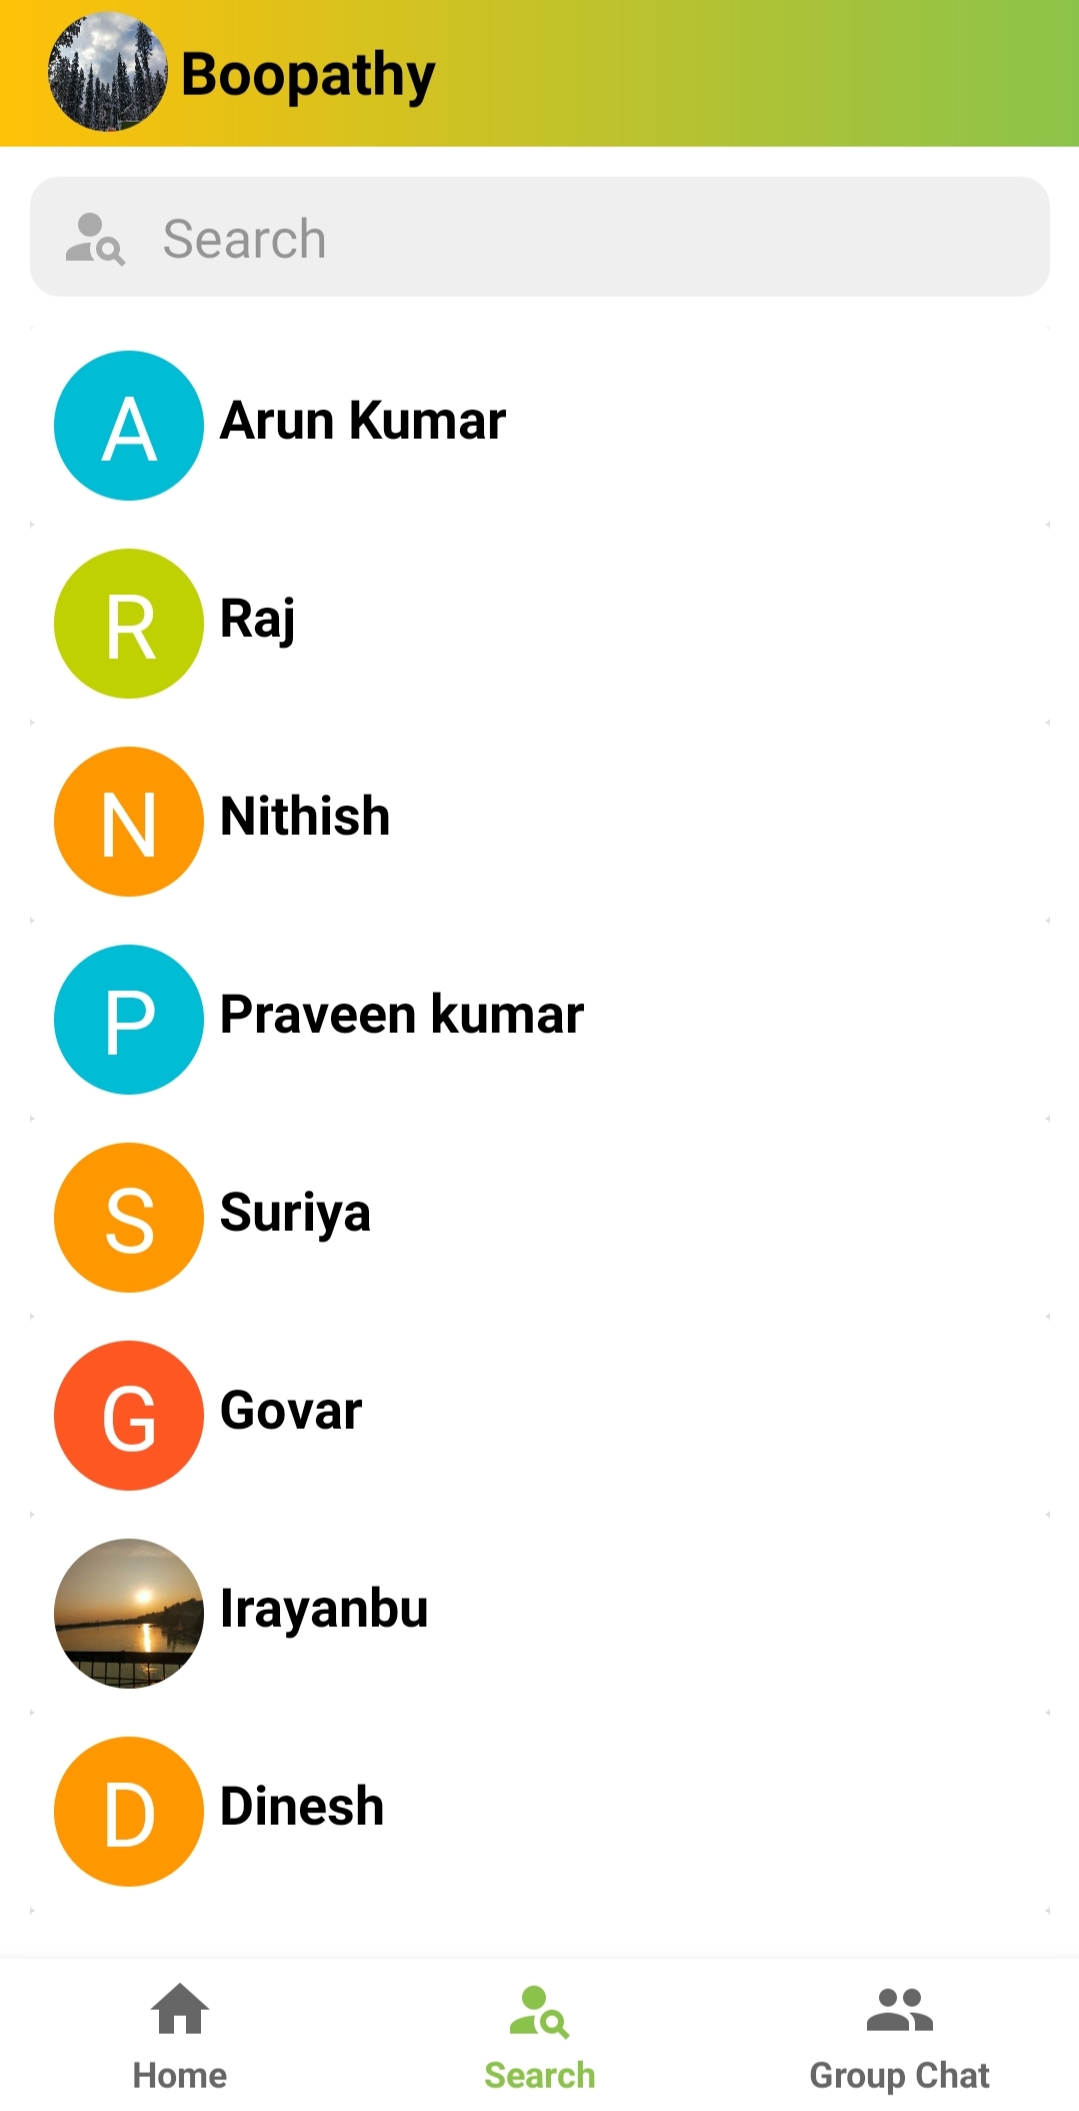 Boopathy
Search
A Arun Kumar
R Raj
N Nithish
P Praveen kumar
S Suriya
G Govar
Irayanbu
D Dinesh
Home Search Group Chat